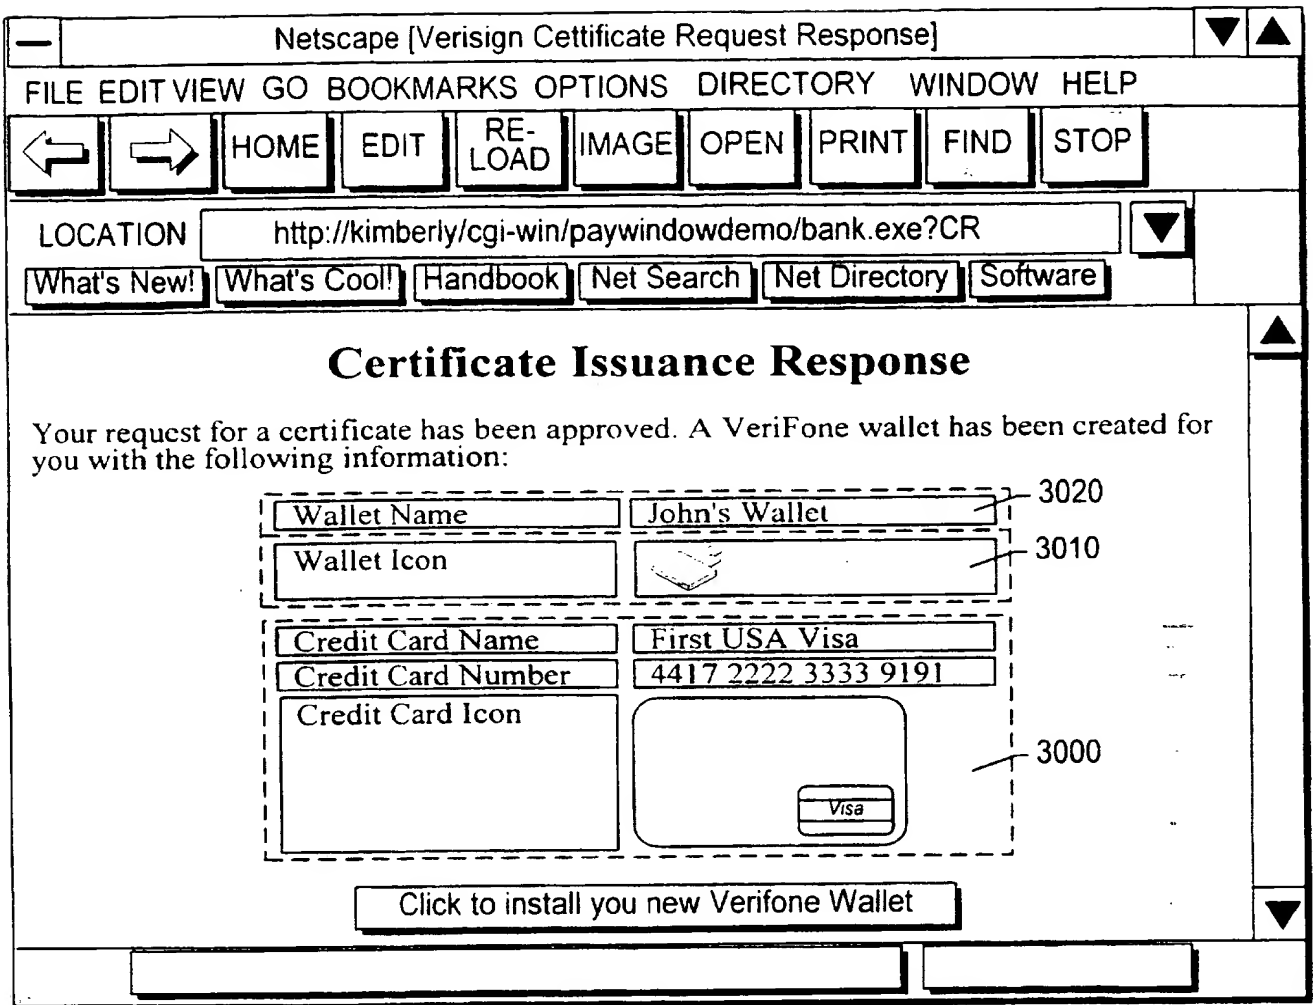 Netscape [Verisign Cettificate Request Response]
FILE EDIT VIEW GO BOOKMARKS OPTIONS DIRECTORY WINDOW HELP
HOME EDIT RE-LOAD IMAGE OPEN PRINT FIND STOP
LOCATION http://kimberly/cgi-win/paywindowdemo/bank.exe?CR
What's New! What's Cool! Handbook Net Search Net Directory Software
Certificate Issuance Response
Your request for a certificate has been approved. A VeriFone wallet has been created for
you with the following information:
Wallet Name John's Wallet 3020
Wallet Icon 3010
Credit Card Name First USA Visa
Credit Card Number 4417 2222 3333 9191
Credit Card Icon
3000
Visa
Click to install you new Verifone Wallet